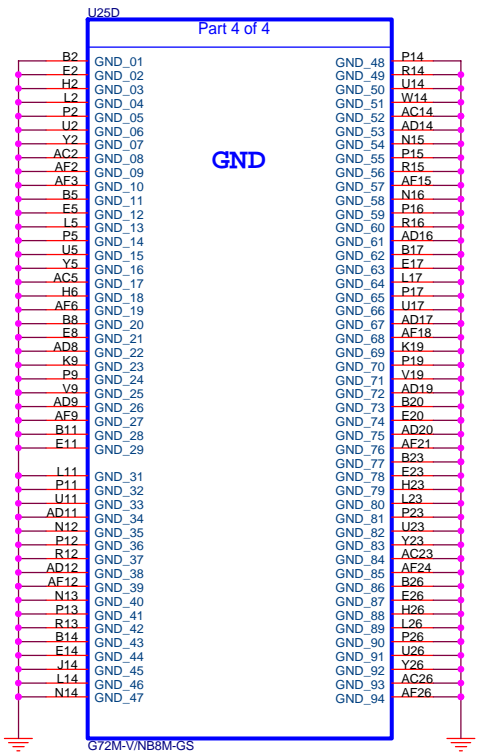 U25D
Part 4 of 4
GND
B2 GND_01
E2 GND_02
H2 GND_03
L2 GND_04
P2 GND_05
U2 GND_06
Y2 GND_07
AC2 GND_08
AF2 GND_09
AF3 GND_10
B5 GND_11
E5 GND_12
L5 GND_13
P5 GND_14
U5 GND_15
Y5 GND_16
AC5 GND_17
H6 GND_18
AF6 GND_19
B8 GND_20
E8 GND_21
AD8 GND_22
K9 GND_23
P9 GND_24
V9 GND_25
AD9 GND_26
AF9 GND_27
B11 GND_28
E11 GND_29
L11 GND_31
P11 GND_32
U11 GND_33
AD11 GND_34
N12 GND_35
P12 GND_36
R12 GND_37
AD12 GND_38
AF12 GND_39
N13 GND_40
P13 GND_41
R13 GND_42
B14 GND_43
E14 GND_44
J14 GND_45
L14 GND_46
N14 GND_47
GND_48 P14
GND_49 R14
GND_50 U14
GND_51 W14
GND_52 AC14
GND_53 AD14
GND_54 N15
GND_55 P15
GND_56 R15
GND_57 AF15
GND_58 N16
GND_59 P16
GND_60 R16
GND_61 AD16
GND_62 B17
GND_63 E17
GND_64 L17
GND_65 P17
GND_66 U17
GND_67 AD17
GND_68 AF18
GND_69 K19
GND_70 P19
GND_71 V19
GND_72 AD19
GND_73 B20
GND_74 E20
GND_75 AD20
GND_76 AF21
GND_77 B23
GND_78 E23
GND_79 H23
GND_80 L23
GND_81 P23
GND_82 U23
GND_83 Y23
GND_84 AC23
GND_85 AF24
GND_86 B26
GND_87 E26
GND_88 H26
GND_89 L26
GND_90 P26
GND_91 U26
GND_92 Y26
GND_93 AC26
GND_94 AF26
G72M-V/NB8M-GS